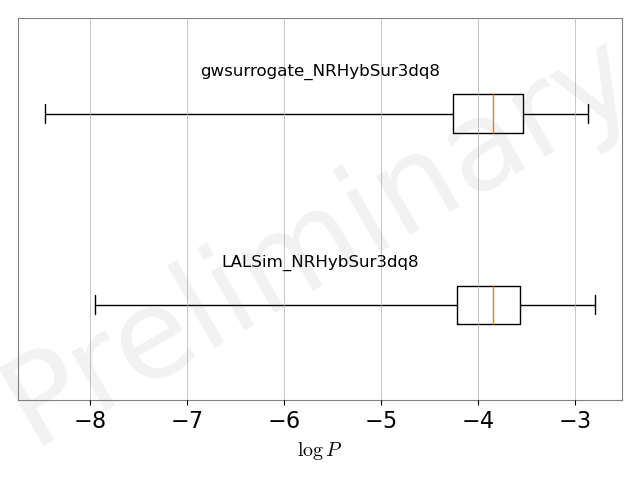 gwsurrogate_NRHybSur3dq8
LALSim_NRHybSur3dq8
Preliminary
−8 −7 −6 −5 −4 −3
log P